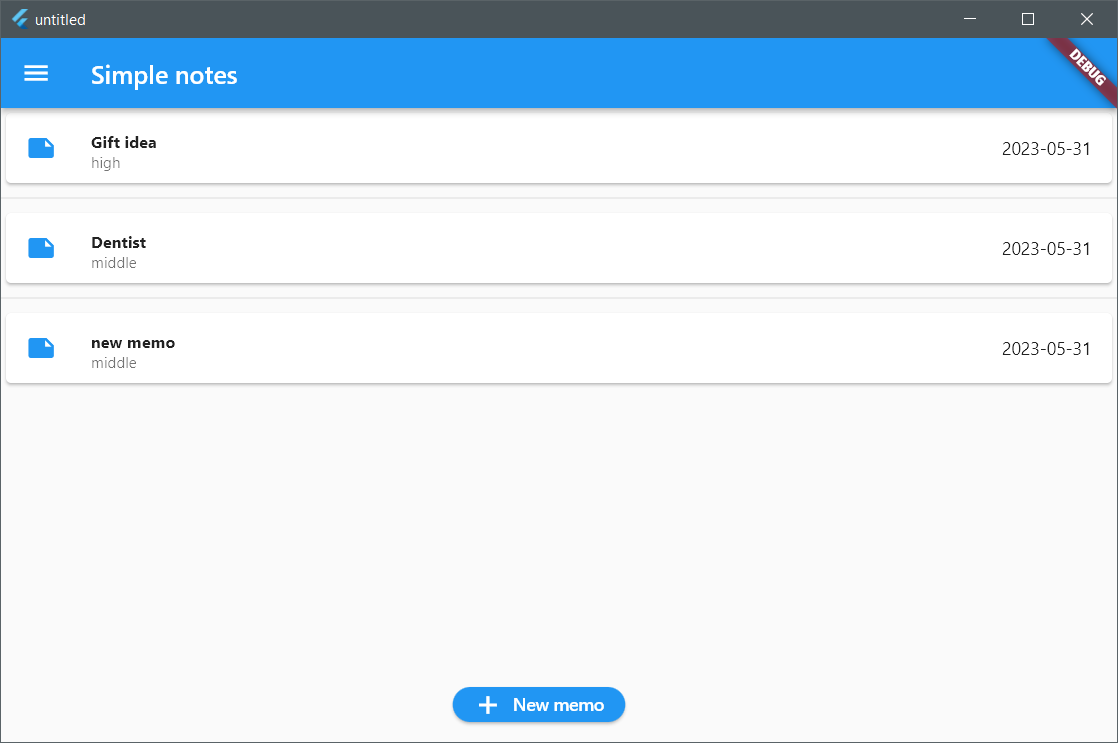 untitled
Simple notes
DEBUG
Gift idea
high
2023-05-31
Dentist
middle
2023-05-31
new memo
middle
2023-05-31
New memo